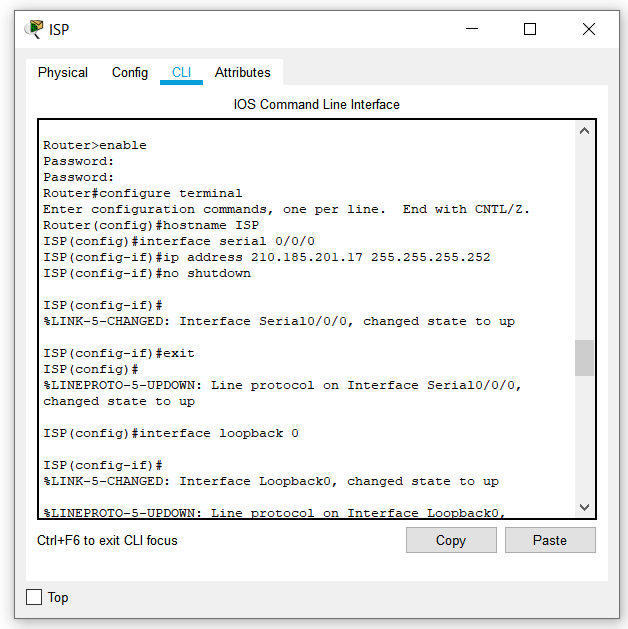 ISP
Physical Config CLI Attributes
IOS Command Line Interface
Router>enable
Password:
Password:
Router#configure terminal
Enter configuration commands, one per line.  End with CNTL/Z.
Router(config)#hostname ISP
ISP(config)#interface serial 0/0/0
ISP(config-if)#ip address 210.185.201.17 255.255.255.252
ISP(config-if)#no shutdown
ISP(config-if)#
%LINK-5-CHANGED: Interface Serial0/0/0, changed state to up
ISP(config-if)#exit
ISP(config)#
%LINEPROTO-5-UPDOWN: Line protocol on Interface Serial0/0/0,
changed state to up
ISP(config)#interface loopback 0
ISP(config-if)#
%LINK-5-CHANGED: Interface Loopback0, changed state to up
%LINEPROTO-5-UPDOWN: Line protocol on Interface Loopback0,
Ctrl+F6 to exit CLI focus
Copy Paste
Top